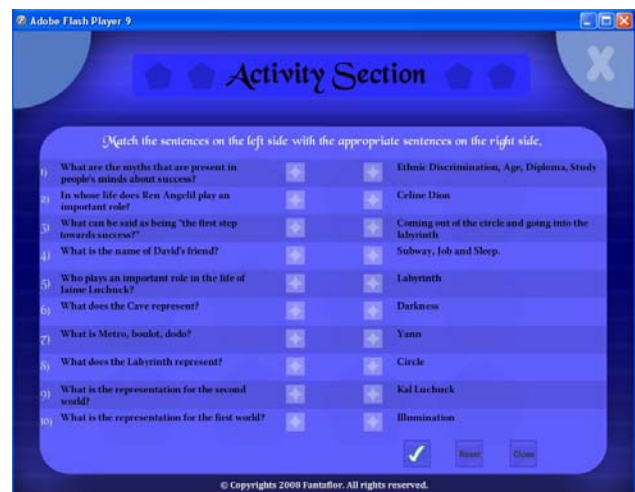 Adobe Flash Player 9
Activity Section
X
Match the sentences on the left side with the appropriate sentences on the right side.
1) What are the myths that are present in
people's minds about success?
Ethnic Discrimination, Age, Diploma, Study
2) In whose life does Ren Angelil play an
important role?
Celine Dion
3) What can be said as being "the first step
towards success?"
Coming out of the circle and going into the
labyrinth
4) What is the name of David's friend?
Subway, Job and Sleep.
5) Who plays an important role in the life of
Jaime Luchuck?
Labyrinth
6) What does the Cave represent?
Darkness
7) What is Metro, boulot, dodo?
Yann
8) What does the Labyrinth represent?
Circle
9) What is the representation for the second
world?
Kal Luchuck
10) What is the representation for the first world?
Illumination
Reset
Close
© Copyrights 2008 Fantaflor. All rights reserved.